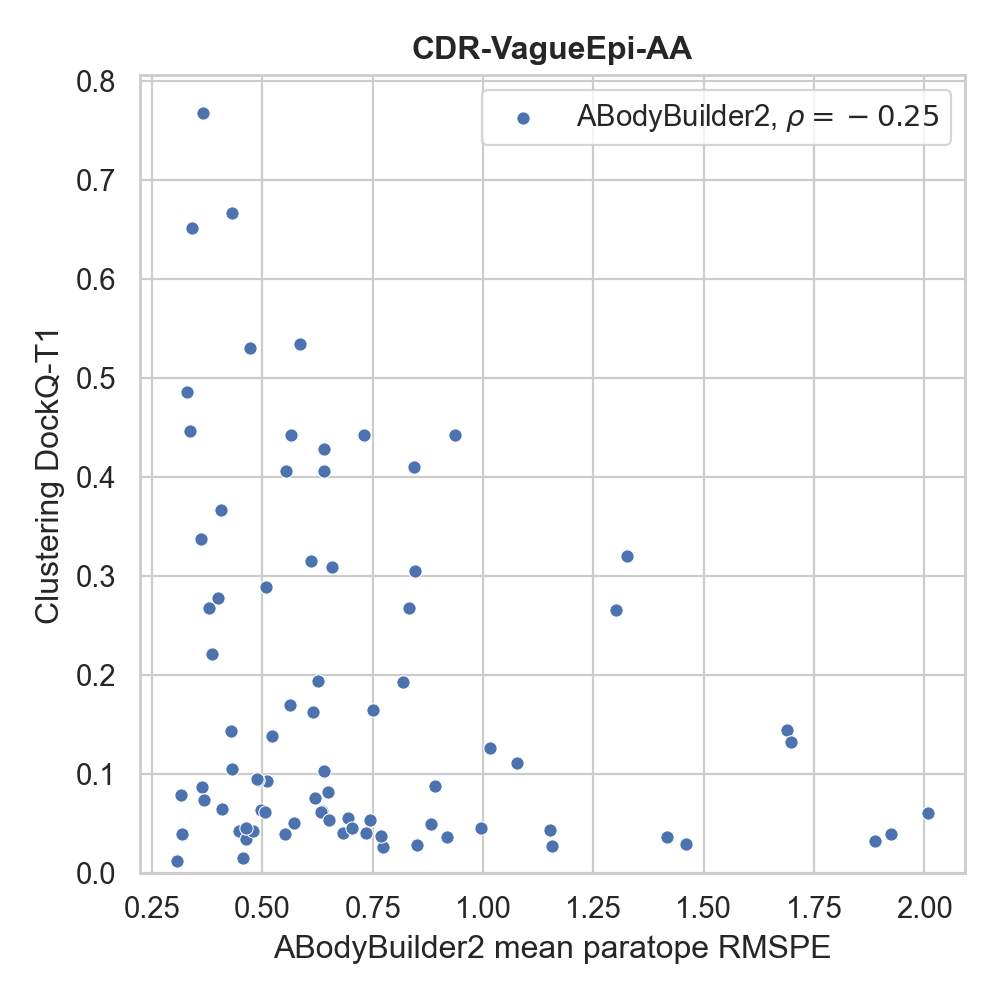 CDR-VagueEpi-AA
ABodyBuilder2, ρ = − 0.25
Clustering DockQ-T1
0.8
0.7
0.6
0.5
0.4
0.3
0.2
0.1
0.0
0.25 0.50 0.75 1.00 1.25 1.50 1.75 2.00
ABodyBuilder2 mean paratope RMSPE